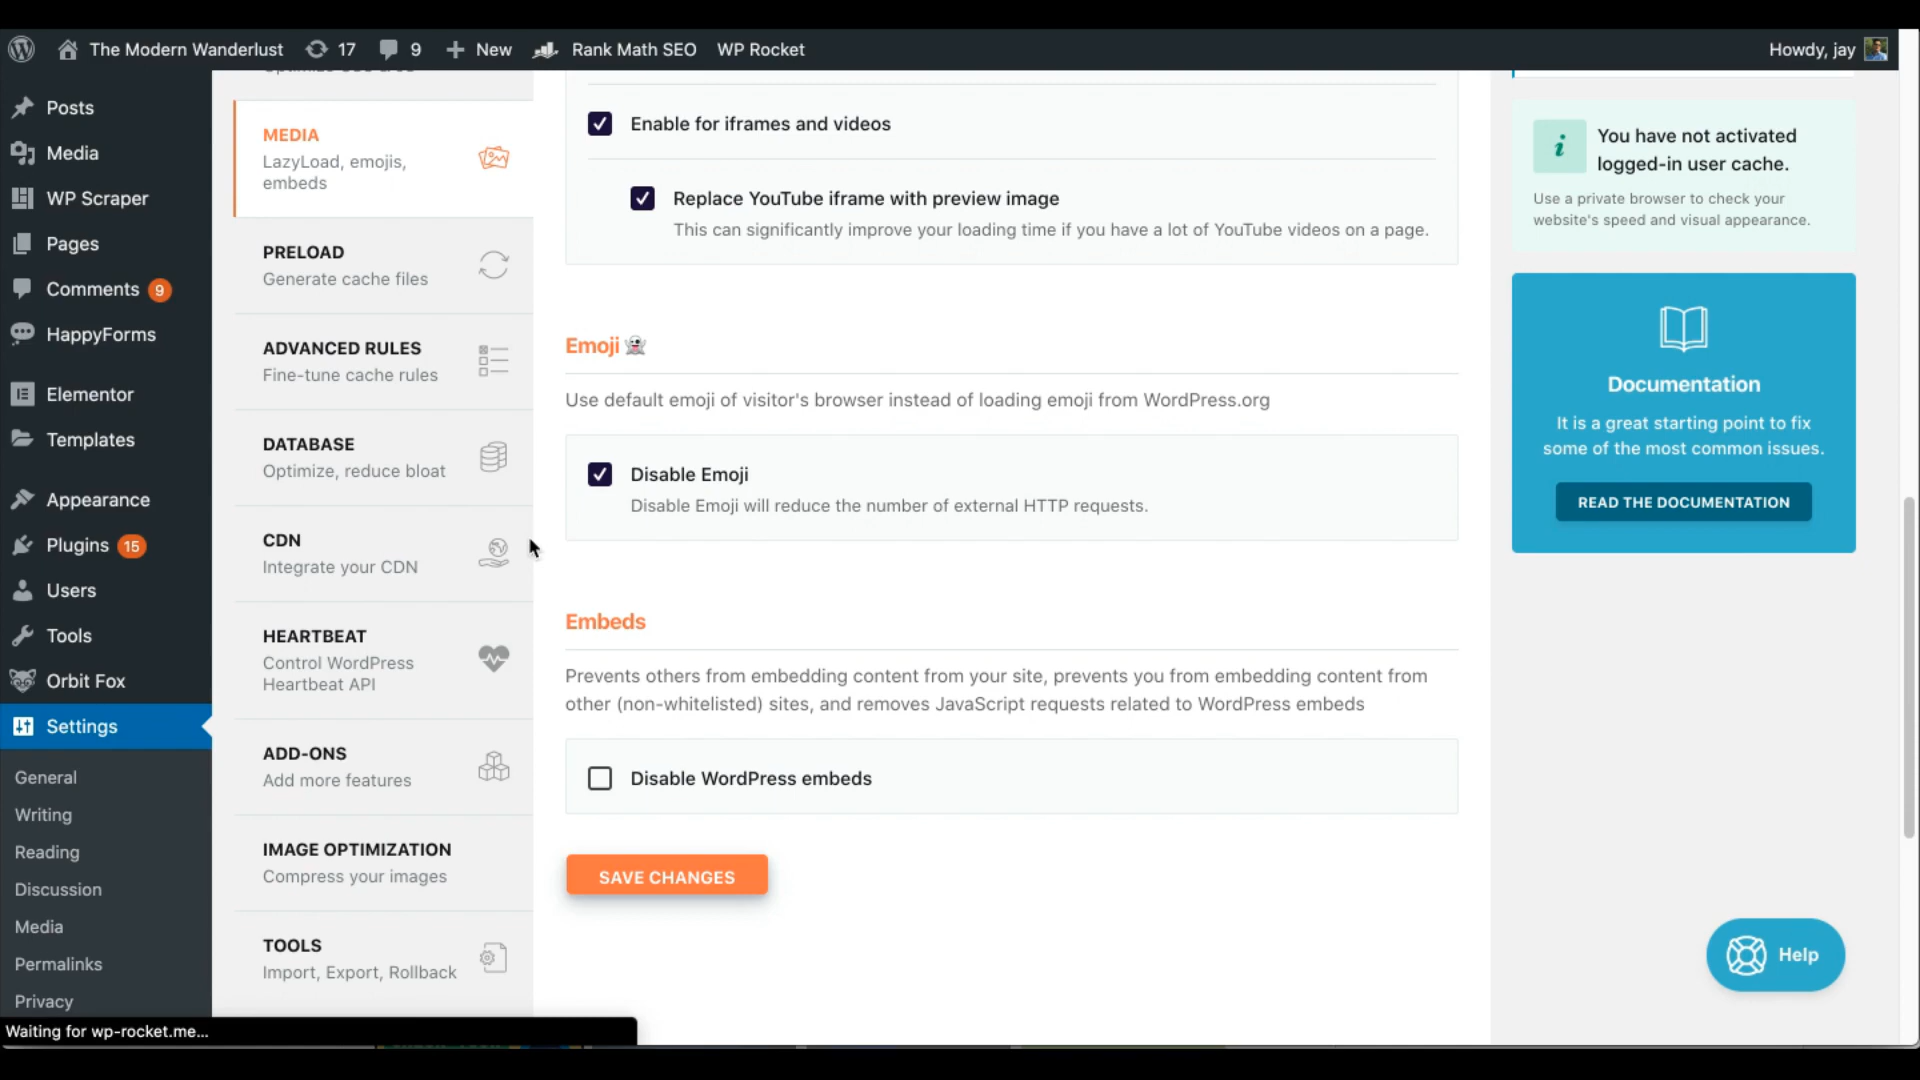 The Modern Wanderlust
17
9
New
Rank Math SEO
WP Rocket
Howdy, jay
Posts
Media
WP Scraper
Pages
Comments 9
HappyForms
Elementor
Templates
Appearance
Plugins 15
Users
Tools
Orbit Fox
Settings
General
Writing
Reading
Discussion
Media
Permalinks
Privacy
Waiting for wp-rocket.me...
MEDIA
LazyLoad, emojis,
embeds
PRELOAD
Generate cache files
ADVANCED RULES
Fine-tune cache rules
DATABASE
Optimize, reduce bloat
CDN
Integrate your CDN
HEARTBEAT
Control WordPress
Heartbeat API
ADD-ONS
Add more features
IMAGE OPTIMIZATION
Compress your images
TOOLS
Import, Export, Rollback
Enable for iframes and videos
Replace YouTube iframe with preview image
This can significantly improve your loading time if you have a lot of YouTube videos on a page.
Emoji
Use default emoji of visitor's browser instead of loading emoji from WordPress.org
Disable Emoji
Disable Emoji will reduce the number of external HTTP requests.
Embeds
Prevents others from embedding content from your site, prevents you from embedding content from
other (non-whitelisted) sites, and removes JavaScript requests related to WordPress embeds
Disable WordPress embeds
SAVE CHANGES
You have not activated
logged-in user cache.
Use a private browser to check your
website's speed and visual appearance.
Documentation
It is a great starting point to fix
some of the most common issues.
READ THE DOCUMENTATION
Help